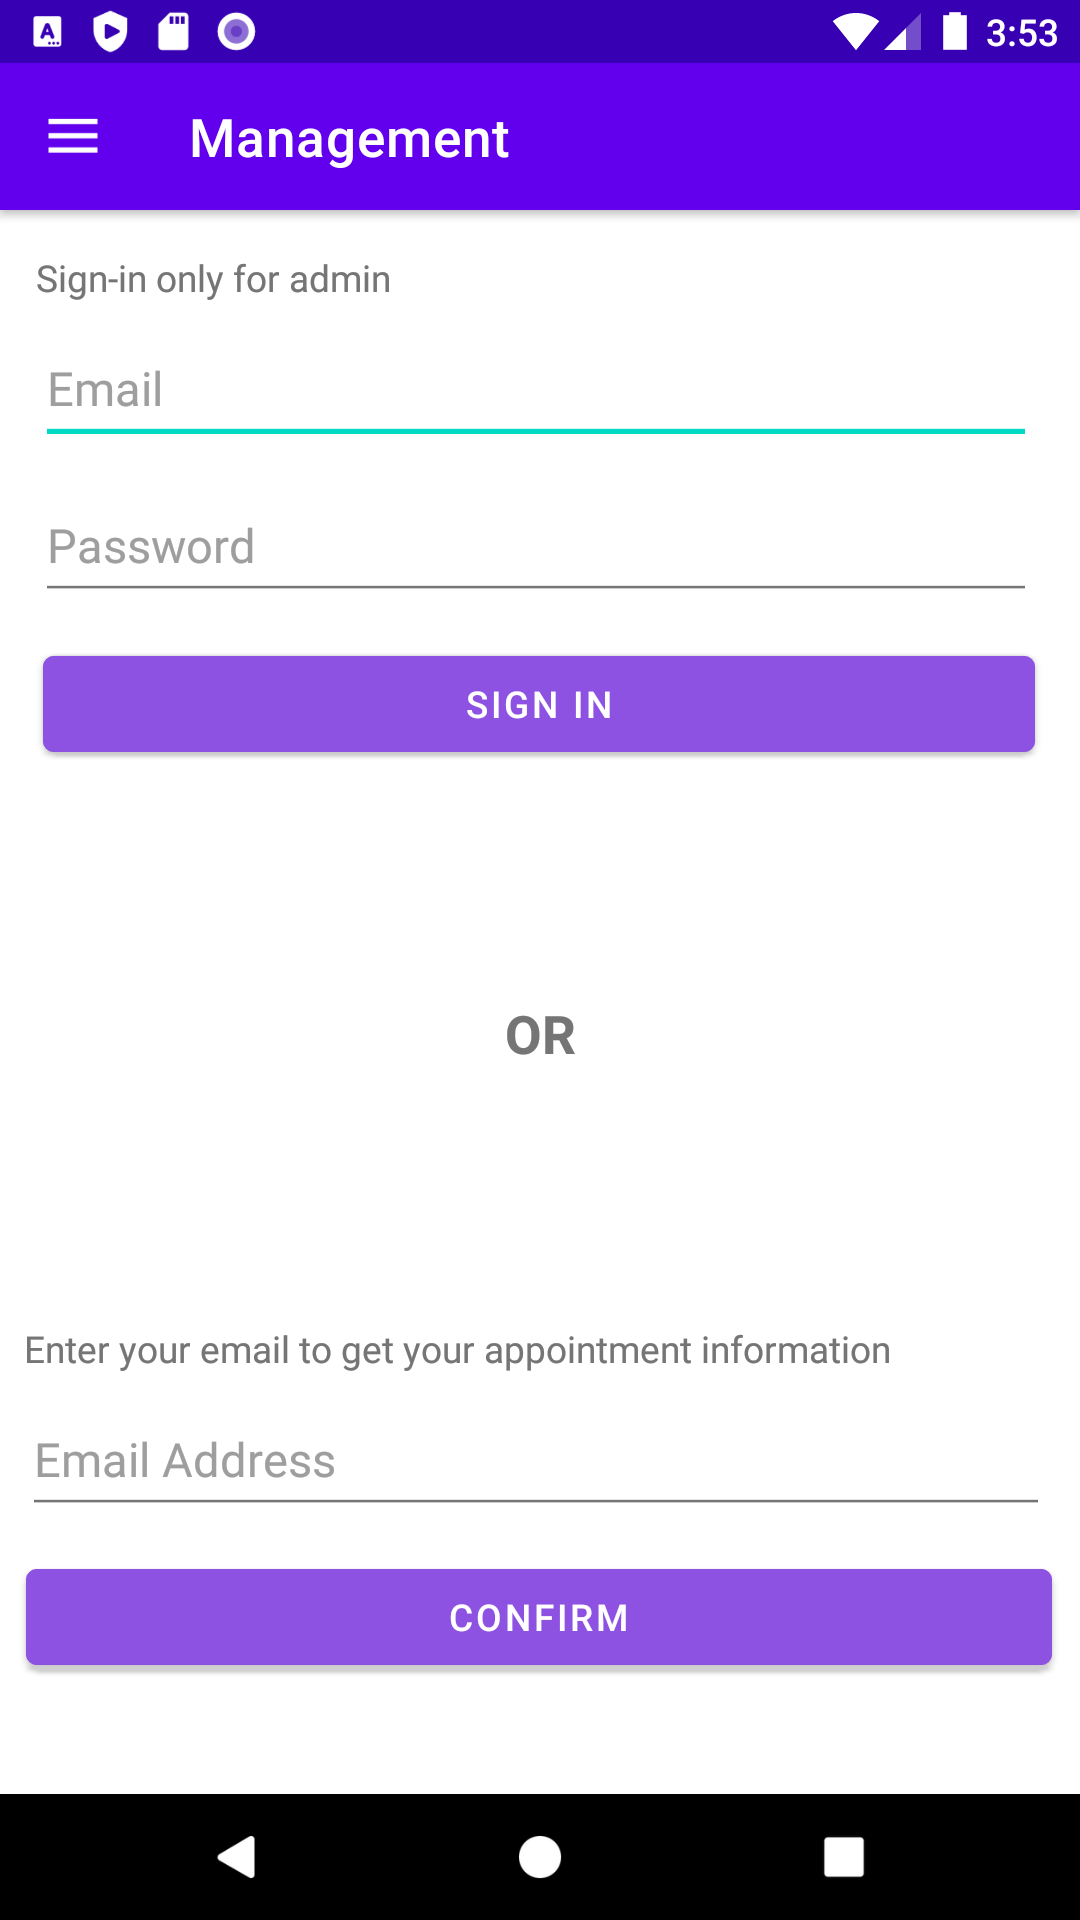 3:53
Management
Sign-in only for admin
Email
Password
SIGN IN
OR
Enter your email to get your appointment information
Email Address
CONFIRM